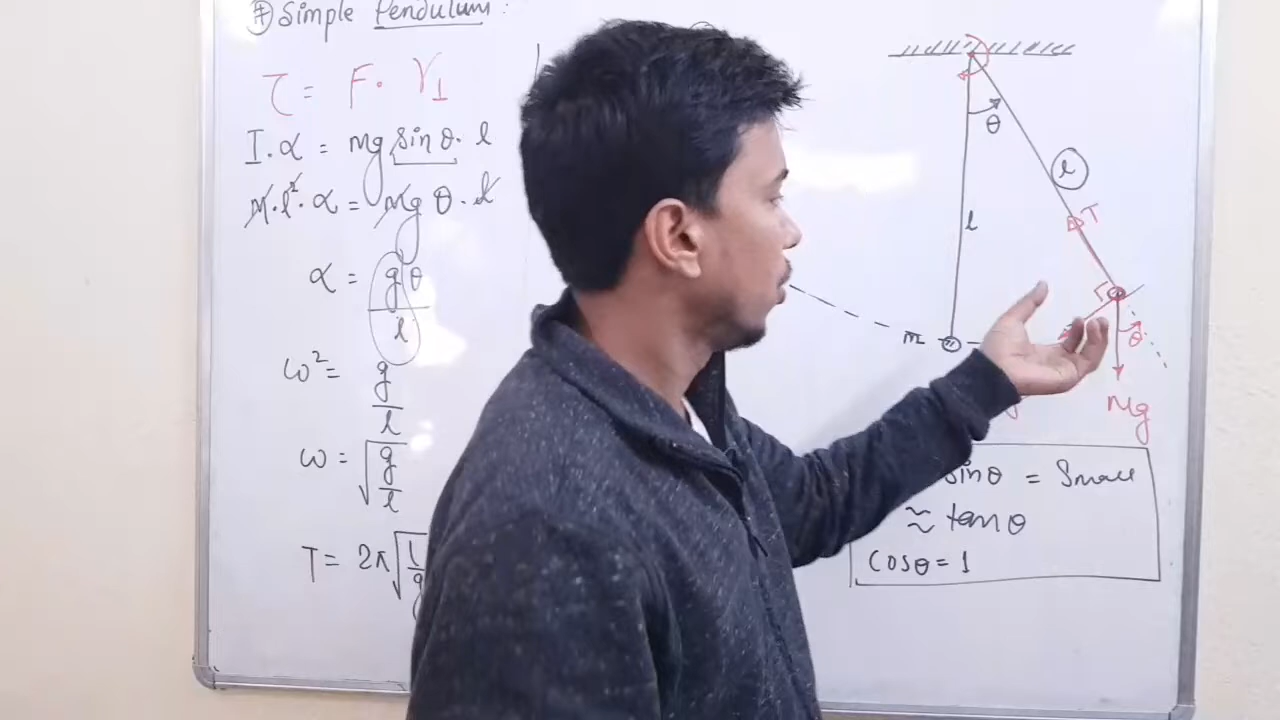 # Simple Pendulum :
τ = F. r⊥
I.α = mg sinθ. l
M.l². α = Mg θ. l
α = gθ
l
ω² = g
l
ω = √g
l
T = 2π√l
g
θ
l
T
l
m
θ
Mg
sinθ = Small
≈ tanθ
cosθ = 1